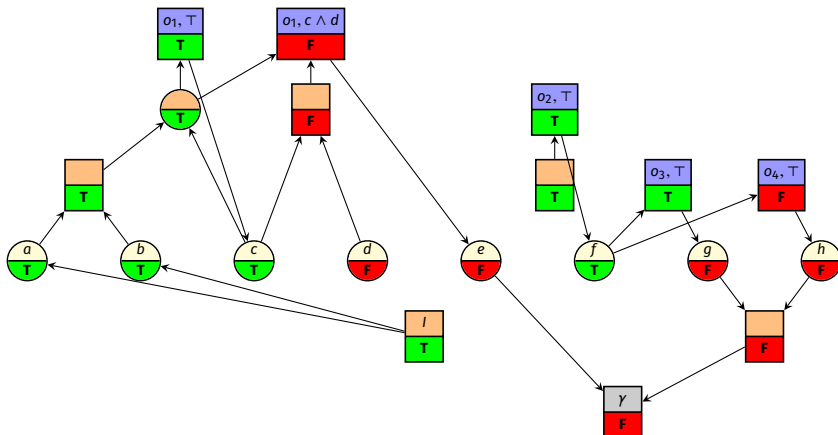 o₁, ⊤
T
o₁, c ∧ d
F
T
F
o₂, ⊤
T
T
T
o₃, ⊤
T
o₄, ⊤
F
a
T
b
T
c
T
d
F
e
F
f
T
g
F
h
F
I
T
F
γ
F